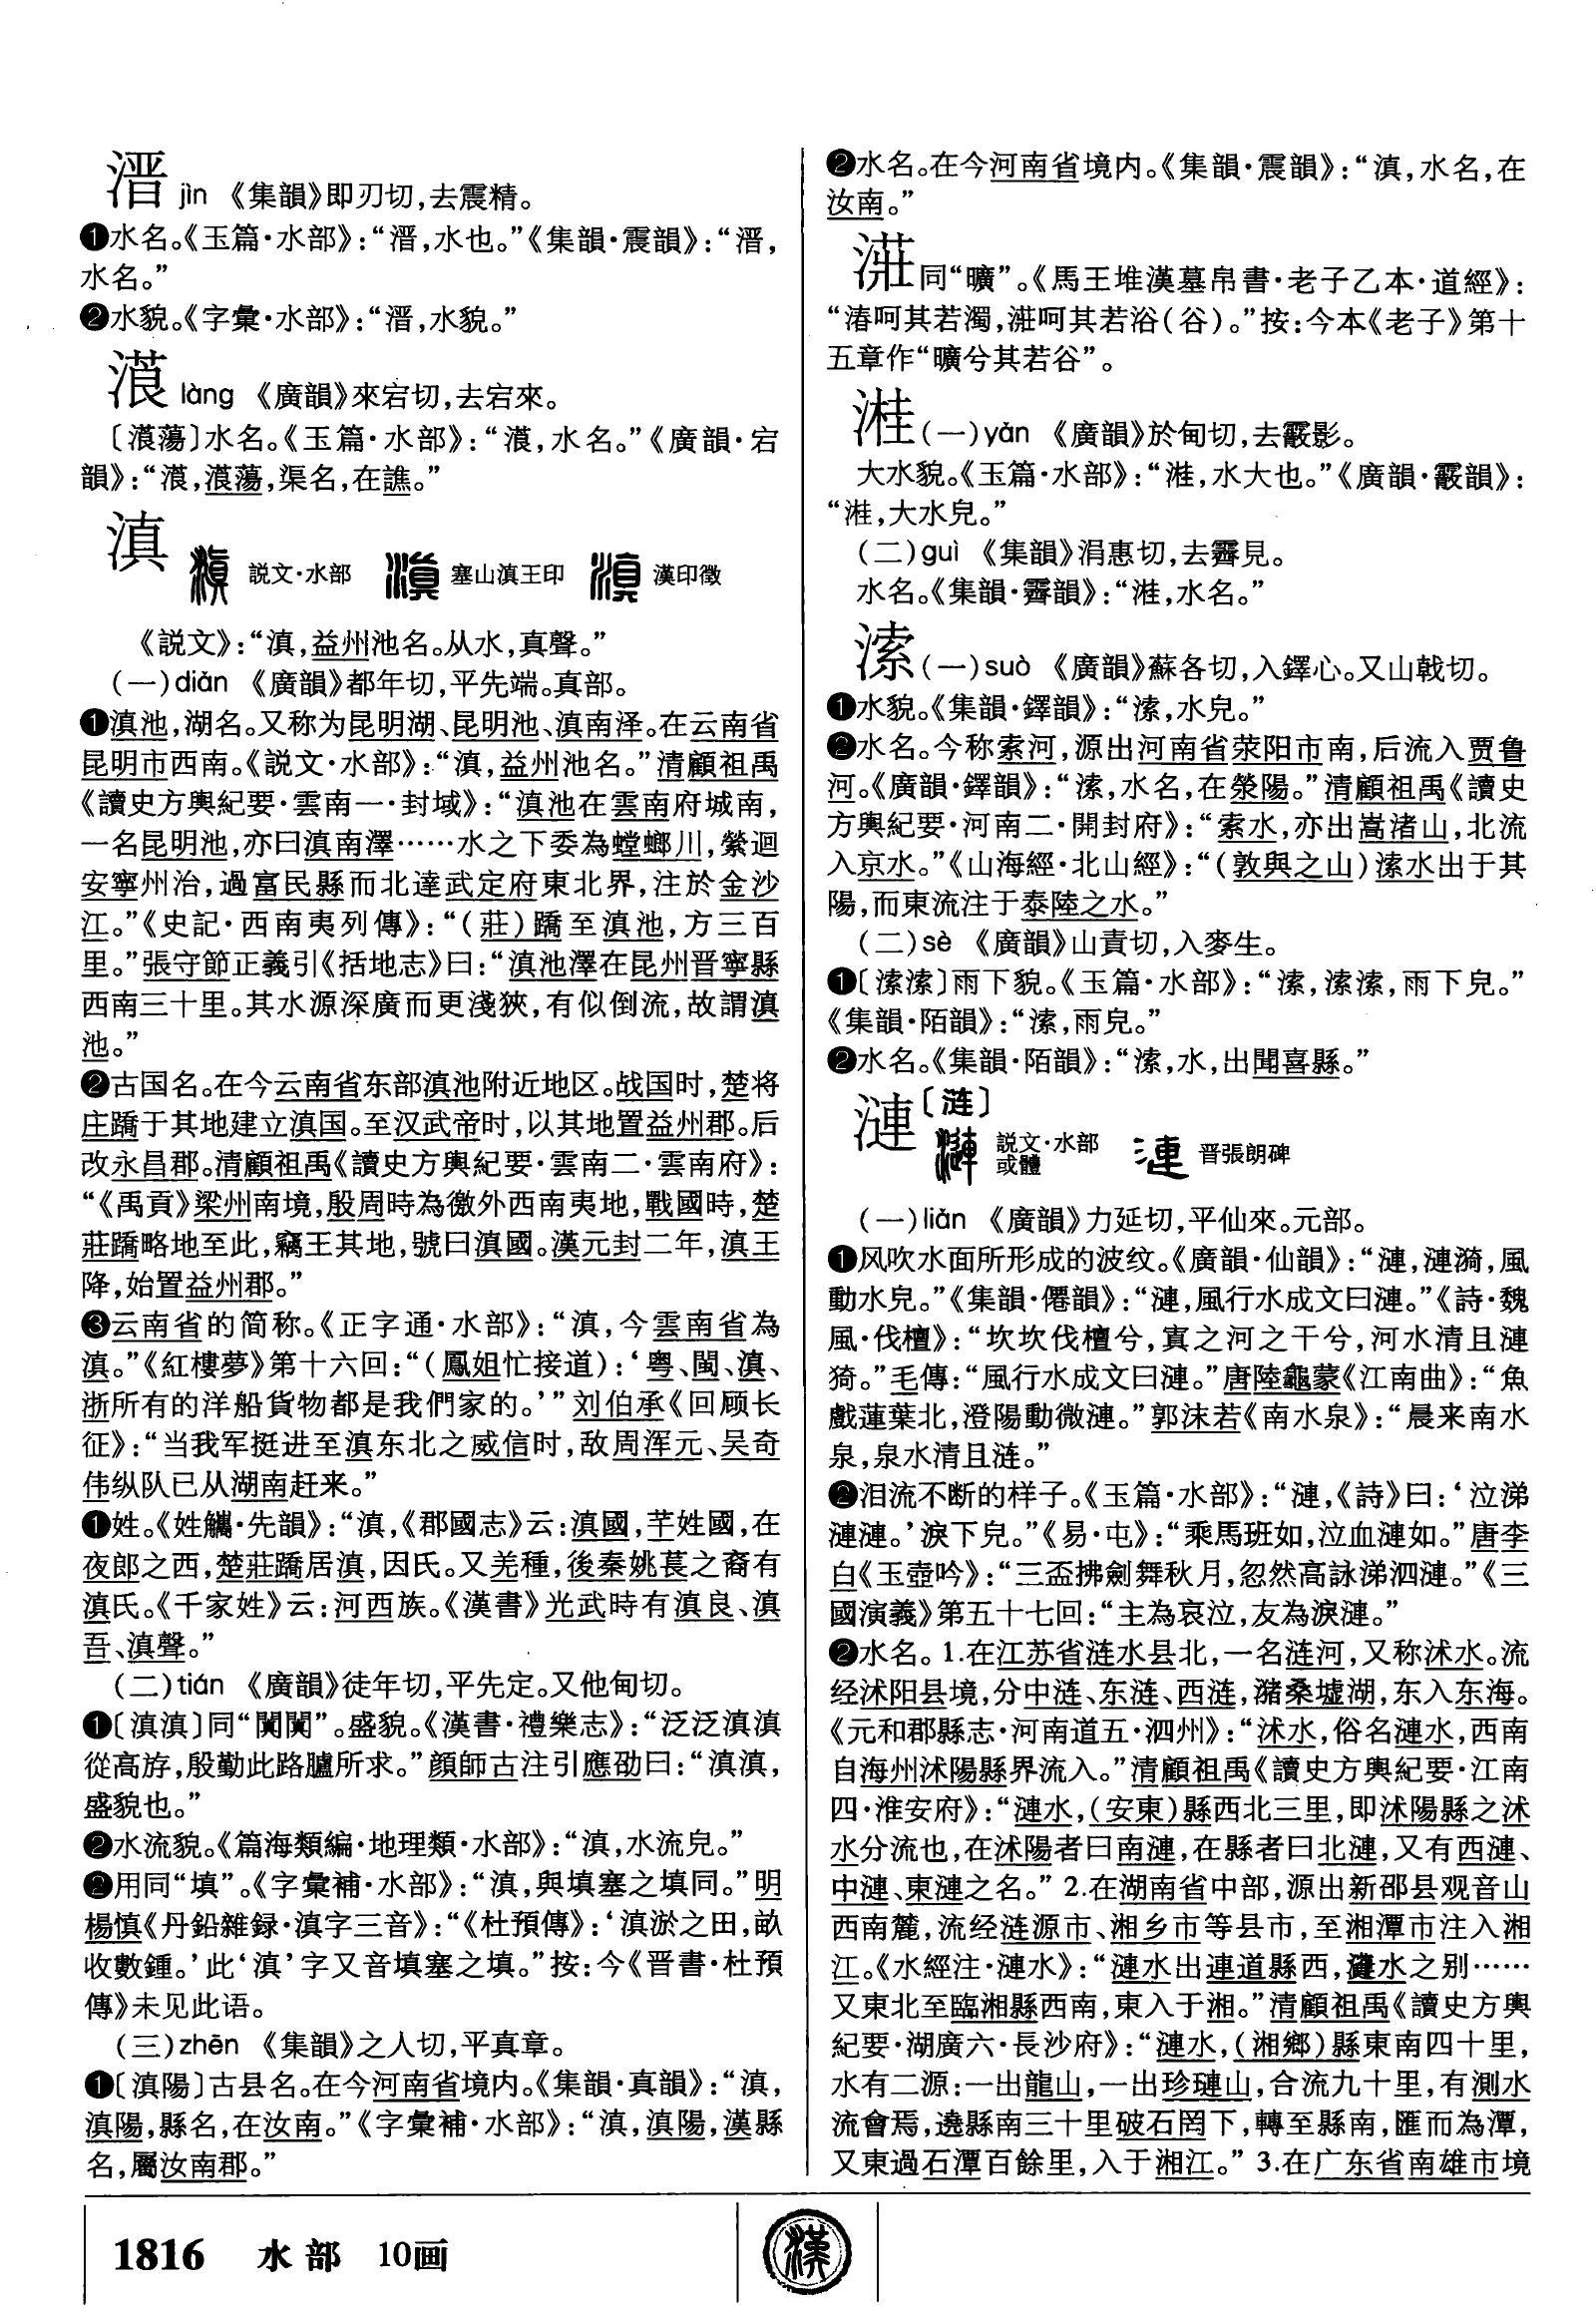 溍 jìn 《集韻》即刃切，去震精。
❶水名。《玉篇·水部》：“溍，水也。”《集韻·震韻》：“溍，
水名。”
❷水貌。《字彙·水部》：“溍，水貌。”
蒗 làng 《廣韻》來宕切，去宕來。
〔蒗蕩〕水名。《玉篇·水部》：“蒗，水名。”《廣韻·宕
韻》：“蒗，蒗蕩，渠名，在譙。”
滇 説文·水部 塞山滇王印 漢印徵
《説文》：“滇，益州池名。从水，真聲。”
（一）diān 《廣韻》都年切，平先端。真部。
❶滇池，湖名。又称为昆明湖、昆明池、滇南泽。在云南省
昆明市西南。《説文·水部》：“滇，益州池名。”清顧祖禹
《讀史方輿紀要·雲南一·封域》：“滇池在雲南府城南，
一名昆明池，亦曰滇南澤……水之下委為螳螂川，縈迴
安寧州治，過富民縣而北達武定府東北界，注於金沙
江。”《史記·西南夷列傳》：“（莊）蹻至滇池，方三百
里。”張守節正義引《括地志》曰：“滇池澤在昆州晋寧縣
西南三十里。其水源深廣而更淺狹，有似倒流，故謂滇
池。”
❷古国名。在今云南省东部滇池附近地区。战国时，楚将
庄蹻于其地建立滇国。至汉武帝时，以其地置益州郡。后
改永昌郡。清顧祖禹《讀史方輿紀要·雲南二·雲南府》：
“《禹貢》梁州南境，殷周時為徼外西南夷地，戰國時，楚
莊蹻略地至此，竊王其地，號曰滇國。漢元封二年，滇王
降，始置益州郡。”
❸云南省的简称。《正字通·水部》：“滇，今雲南省為
滇。”《紅樓夢》第十六回：“（鳳姐忙接道）：‘粤、閩、滇、
浙所有的洋船貨物都是我們家的。’”刘伯承《回顾长
征》：“当我军挺进至滇东北之威信时，敌周浑元、吴奇
伟纵队已从湖南赶来。”
❶姓。《姓觿·先韻》：“滇，《郡國志》云：滇國，芊姓國，在
夜郎之西，楚莊蹻居滇，因氏。又羌種，後秦姚萇之裔有
滇氏。《千家姓》云：河西族。《漢書》光武時有滇良、滇
吾、滇聲。”
（二）tián 《廣韻》徒年切，平先定。又他甸切。
❶〔滇滇〕同“闐闐”。盛貌。《漢書·禮樂志》：“泛泛滇滇
從高斿，殷勤此路臚所求。”顔師古注引應劭曰：“滇滇，
盛貌也。”
❷水流貌。《篇海類編·地理類·水部》：“滇，水流皃。”
❷用同“填”。《字彙補·水部》：“滇，與填塞之填同。”明
楊慎《丹鉛雜録·滇字三音》：“《杜預傳》：‘滇淤之田，畝
收數鍾。’此‘滇’字又音填塞之填。”按：今《晋書·杜預
傳》未见此语。
（三）zhēn 《集韻》之人切，平真章。
❶〔滇陽〕古县名。在今河南省境内。《集韻·真韻》：“滇，
滇陽，縣名，在汝南。”《字彙補·水部》：“滇，滇陽，漢縣
名，屬汝南郡。”
❷水名。在今河南省境内。《集韻·震韻》：“滇，水名，在
汝南。”
𣻂同“曠”。《馬王堆漢墓帛書·老子乙本·道經》：
“湷呵其若濁，呵其若浴（谷）。”按：今本《老子》第十
五章作“曠兮其若谷”。
溎（一）yǎn 《廣韻》於甸切，去霰影。
大水貌。《玉篇·水部》：“溎，水大也。”《廣韻·霰韻》：
“溎，大水皃。”
（二）guì 《集韻》涓惠切，去霽見。
水名。《集韻·霽韻》：“溎，水名。”
溹（一）suò 《廣韻》蘇各切，入鐸心。又山戟切。
❶水貌。《集韻·鐸韻》：“溹，水皃。”
❷水名。今称索河，源出河南省荥阳市南，后流入贾鲁
河。《廣韻·鐸韻》：“溹，水名，在滎陽。”清顧祖禹《讀史
方輿紀要·河南二·開封府》：“索水，亦出嵩渚山，北流
入京水。”《山海經·北山經》：“（敦與之山）溹水出于其
陽，而東流注于泰陸之水。”
（二）sè 《廣韻》山責切，入麥生。
❶〔溹溹〕雨下貌。《玉篇·水部》：“溹，溹溹，雨下皃。”
《集韻·陌韻》：“溹，雨皃。”
❷水名。《集韻·陌韻》：“溹，水，出聞喜縣。”
漣〔涟〕 説文·水部或體 晋張朗碑
（一）lián 《廣韻》力延切，平仙來。元部。
❶风吹水面所形成的波纹。《廣韻·仙韻》：“漣，漣漪，風
動水皃。”《集韻·僊韻》：“漣，風行水成文曰漣。”《詩·魏
風·伐檀》：“坎坎伐檀兮，寘之河之干兮，河水清且漣
猗。”毛傳：“風行水成文曰漣。”唐陸龜蒙《江南曲》：“魚
戲蓮葉北，澄陽動微漣。”郭沫若《南水泉》：“晨来南水
泉，泉水清且涟。”
❷泪流不断的样子。《玉篇·水部》：“漣，《詩》曰：‘泣涕
漣漣。’淚下皃。”《易·屯》：“乘馬班如，泣血漣如。”唐李
白《玉壺吟》：“三盃拂劍舞秋月，忽然高詠涕泗漣。”《三
國演義》第五十七回：“主為哀泣，友為淚漣。”
❷水名。1.在江苏省涟水县北，一名涟河，又称沭水。流
经沭阳县境，分中涟、东涟、西涟，潴桑墟湖，东入东海。
《元和郡縣志·河南道五·泗州》：“沭水，俗名漣水，西南
自海州沭陽縣界流入。”清顧祖禹《讀史方輿紀要·江南
四·淮安府》：“漣水，（安東）縣西北三里，即沭陽縣之沭
水分流也，在沭陽者曰南漣，在縣者曰北漣，又有西漣、
中漣、東漣之名。”2.在湖南省中部，源出新邵县观音山
西南麓，流经涟源市、湘乡市等县市，至湘潭市注入湘
江。《水經注·漣水》：“漣水出連道縣西，資水之别……
又東北至臨湘縣西南，東入于湘。”清顧祖禹《讀史方輿
紀要·湖廣六·長沙府》：“漣水，（湘鄉）縣東南四十里，
水有二源：一出龍山，一出珍璉山，合流九十里，有測水
流會焉，遶縣南三十里破石罔下，轉至縣南，匯而為潭，
又東過石潭百餘里，入于湘江。”3.在广东省南雄市境
1816 水部 10画
漢